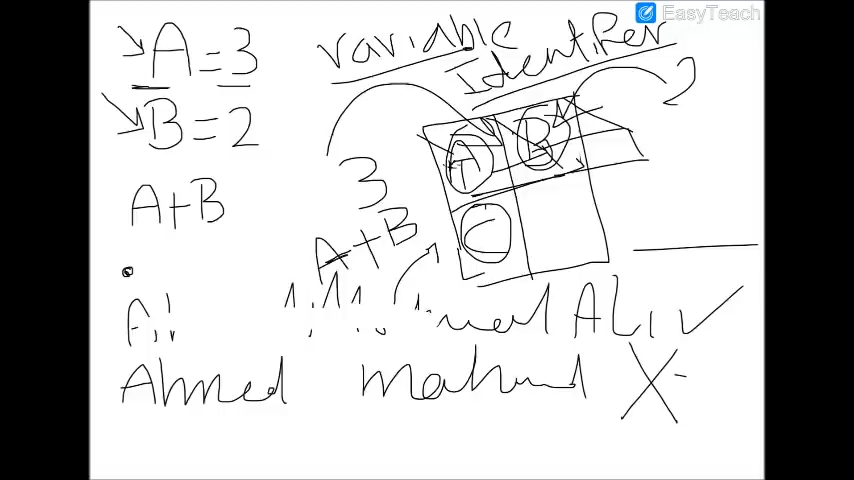 EasyTeach
A = 3
variable
Identifier
B = 2
A B
2
A+B
3
C
A+B
ALI
Ahmed mahmud X